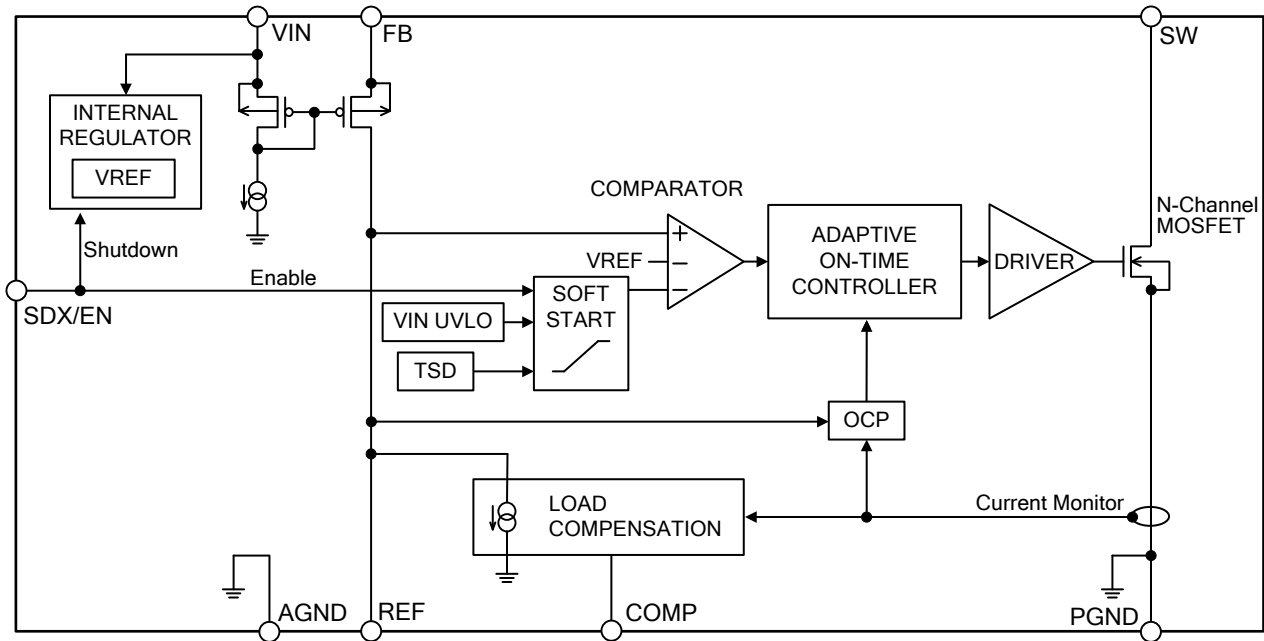 VIN
FB
SW
INTERNAL
REGULATOR
VREF
Shutdown
SDX/EN
Enable
COMPARATOR
VREF
+
−
−
SOFT
START
VIN UVLO
TSD
ADAPTIVE
ON-TIME
CONTROLLER
DRIVER
N-Channel
MOSFET
OCP
LOAD
COMPENSATION
Current Monitor
AGND
REF
COMP
PGND